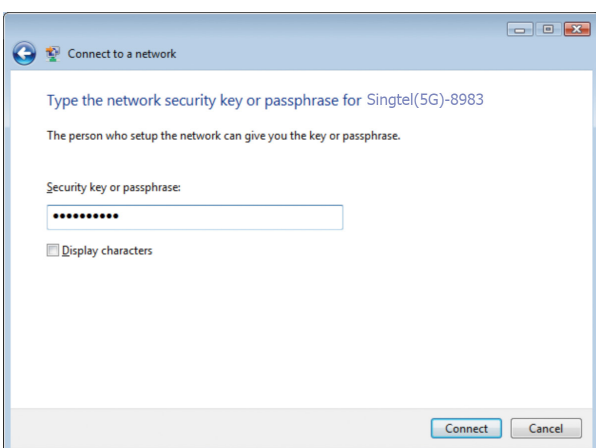 Connect to a network
Type the network security key or passphrase for Singtel(5G)-8983
The person who setup the network can give you the key or passphrase.
Security key or passphrase:
●●●●●●●●●●
Display characters
Connect Cancel